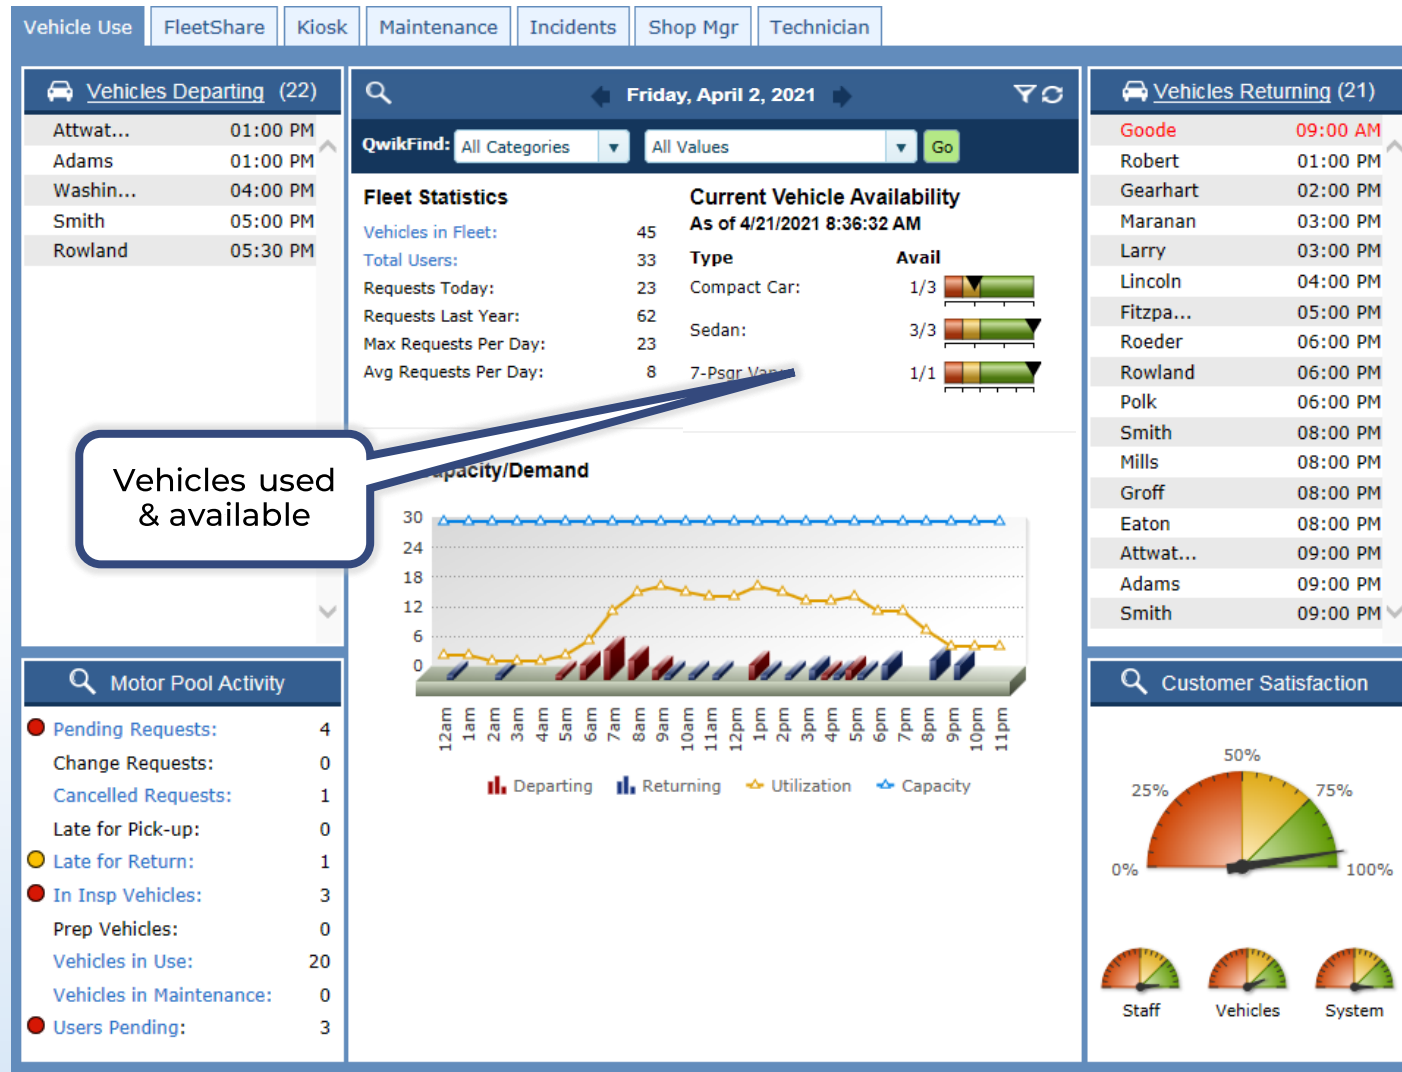 Vehicle Use FleetShare Kiosk Maintenance Incidents Shop Mgr Technician
Vehicles Departing (22)
Attwat... 01:00 PM
Adams 01:00 PM
Washin... 04:00 PM
Smith 05:00 PM
Rowland 05:30 PM
Friday, April 2, 2021
QwikFind: All Categories All Values Go
Fleet Statistics
Vehicles in Fleet: 45
Total Users: 33
Requests Today: 23
Requests Last Year: 62
Max Requests Per Day: 23
Avg Requests Per Day: 8
Current Vehicle Availability
As of 4/21/2021 8:36:32 AM
Type Avail
Compact Car: 1/3
Sedan: 3/3
7-Psgr Van: 1/1
Vehicles used
& available
Capacity/Demand
30
24
18
12
6
0
12am 1am 2am 3am 4am 5am 6am 7am 8am 9am 10am 11am 12pm 1pm 2pm 3pm 4pm 5pm 6pm 7pm 8pm 9pm 10pm 11pm
Departing Returning Utilization Capacity
Vehicles Returning (21)
Goode 09:00 AM
Robert 01:00 PM
Gearhart 02:00 PM
Maranan 03:00 PM
Larry 03:00 PM
Lincoln 04:00 PM
Fitzpa... 05:00 PM
Roeder 06:00 PM
Rowland 06:00 PM
Polk 06:00 PM
Smith 08:00 PM
Mills 08:00 PM
Groff 08:00 PM
Eaton 08:00 PM
Attwat... 09:00 PM
Adams 09:00 PM
Smith 09:00 PM
Motor Pool Activity
Pending Requests: 4
Change Requests: 0
Cancelled Requests: 1
Late for Pick-up: 0
Late for Return: 1
In Insp Vehicles: 3
Prep Vehicles: 0
Vehicles in Use: 20
Vehicles in Maintenance: 0
Users Pending: 3
Customer Satisfaction
50%
25% 75%
0% 100%
Staff Vehicles System